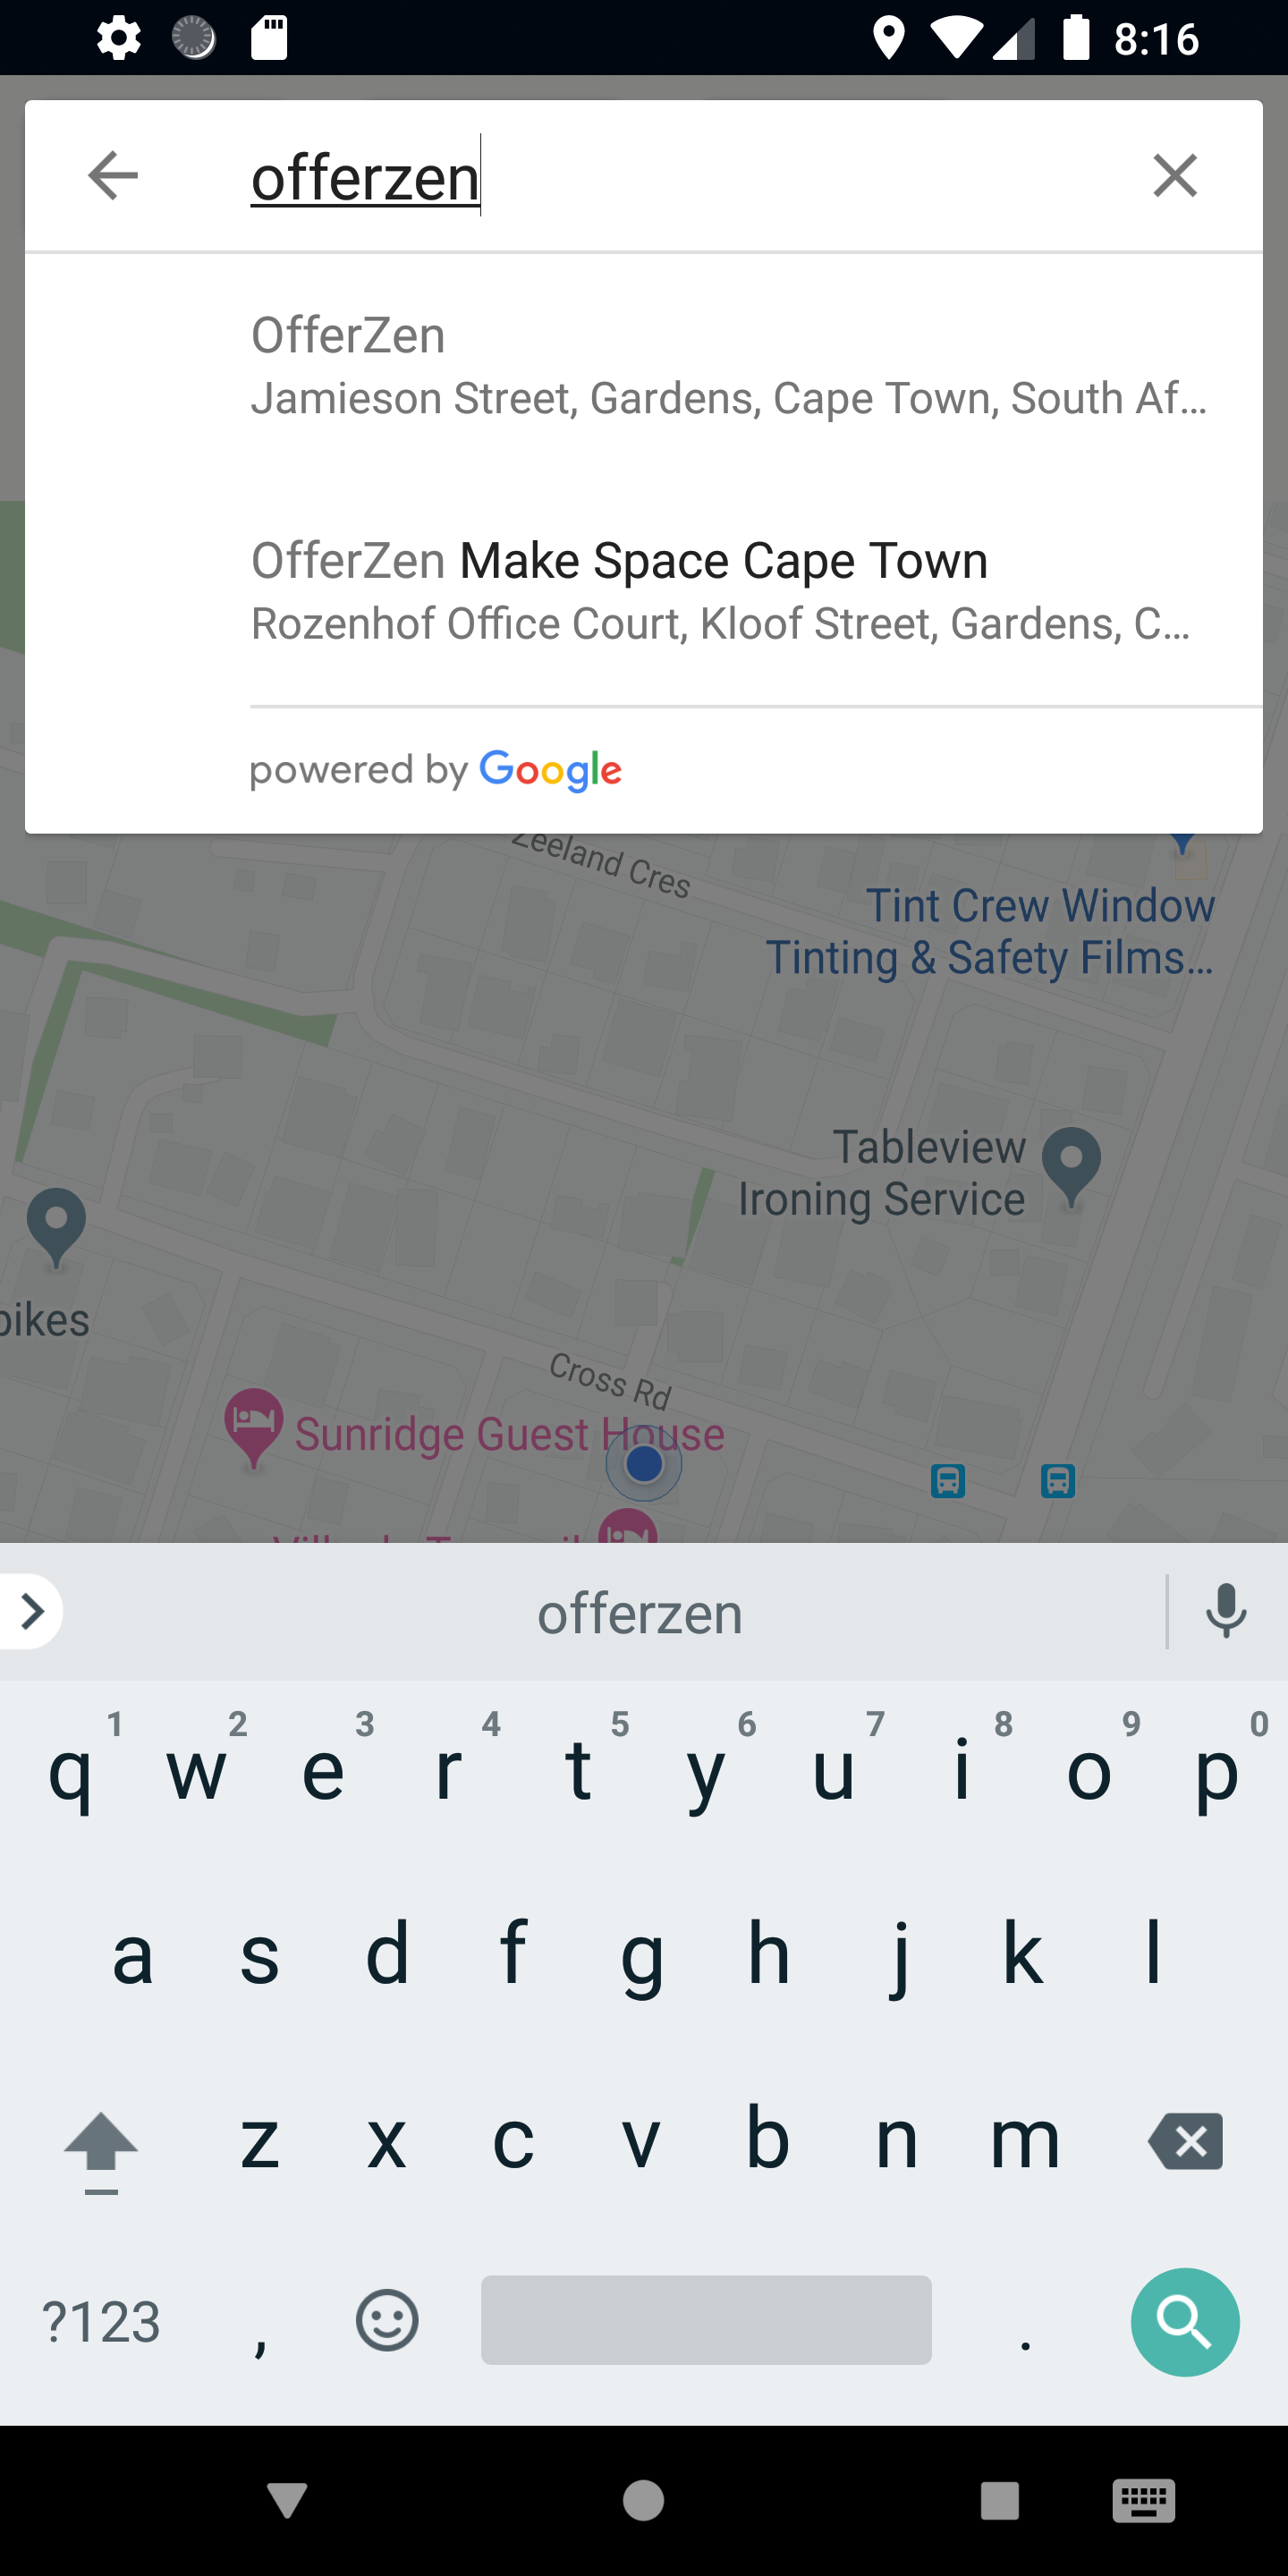 8:16
offerzen
OfferZen
Jamieson Street, Gardens, Cape Town, South Af...
OfferZen Make Space Cape Town
Rozenhof Office Court, Kloof Street, Gardens, C...
powered by Google
Zeeland Cres
Tint Crew Window
Tinting & Safety Films...
Tableview
Ironing Service
bikes
Cross Rd
Sunridge Guest House
offerzen
1 2 3 4 5 6 7 8 9 0
q w e r t y u i o p
a s d f g h j k l
z x c v b n m
?123 , .